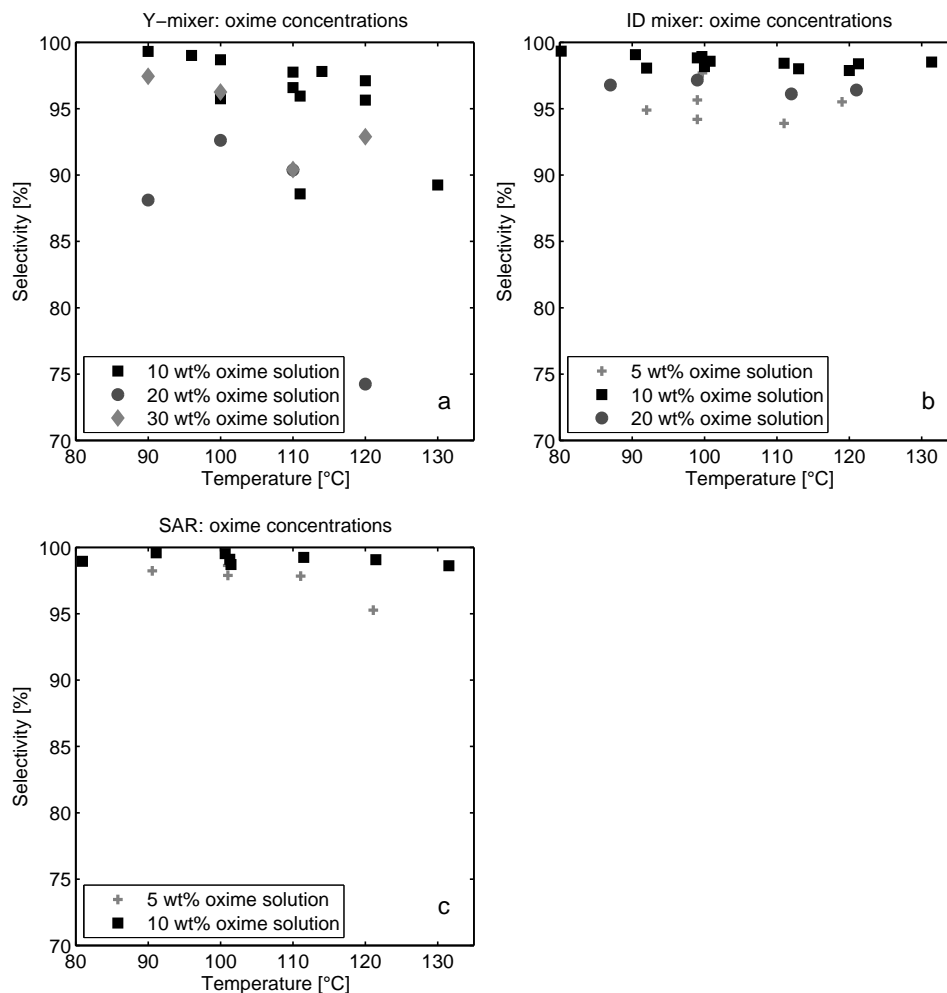 Y−mixer: oxime concentrations
100
95
90
85
80
75
70
Selectivity [%]
10 wt% oxime solution
20 wt% oxime solution
30 wt% oxime solution
a
80 90 100 110 120 130
Temperature [°C]
ID mixer: oxime concentrations
100
95
90
85
80
75
70
Selectivity [%]
5 wt% oxime solution
10 wt% oxime solution
20 wt% oxime solution
b
80 90 100 110 120 130
Temperature [°C]
SAR: oxime concentrations
100
95
90
85
80
75
70
Selectivity [%]
5 wt% oxime solution
10 wt% oxime solution
c
80 90 100 110 120 130
Temperature [°C]